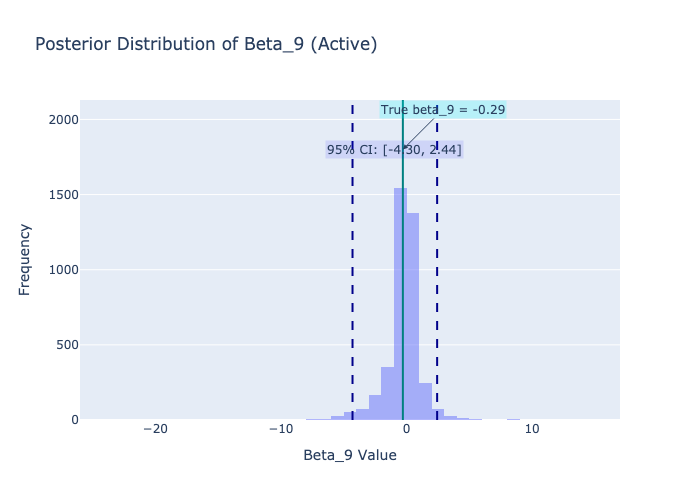 Posterior Distribution of Beta_9 (Active)
True beta_9 = -0.29
95% CI: [-4.30, 2.44]
2000
1500
1000
500
0
Frequency
−20
−10
0
10
Beta_9 Value